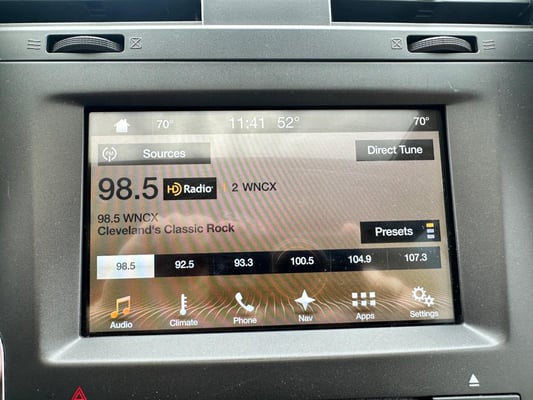 70° 11:41 52° 70°
Sources Direct Tune
98.5 HD Radio 2 WNCX
98.5 WNCX
Cleveland's Classic Rock
Presets
98.5 92.5 93.3 100.5 104.9 107.3
Audio Climate Phone Nav Apps Settings